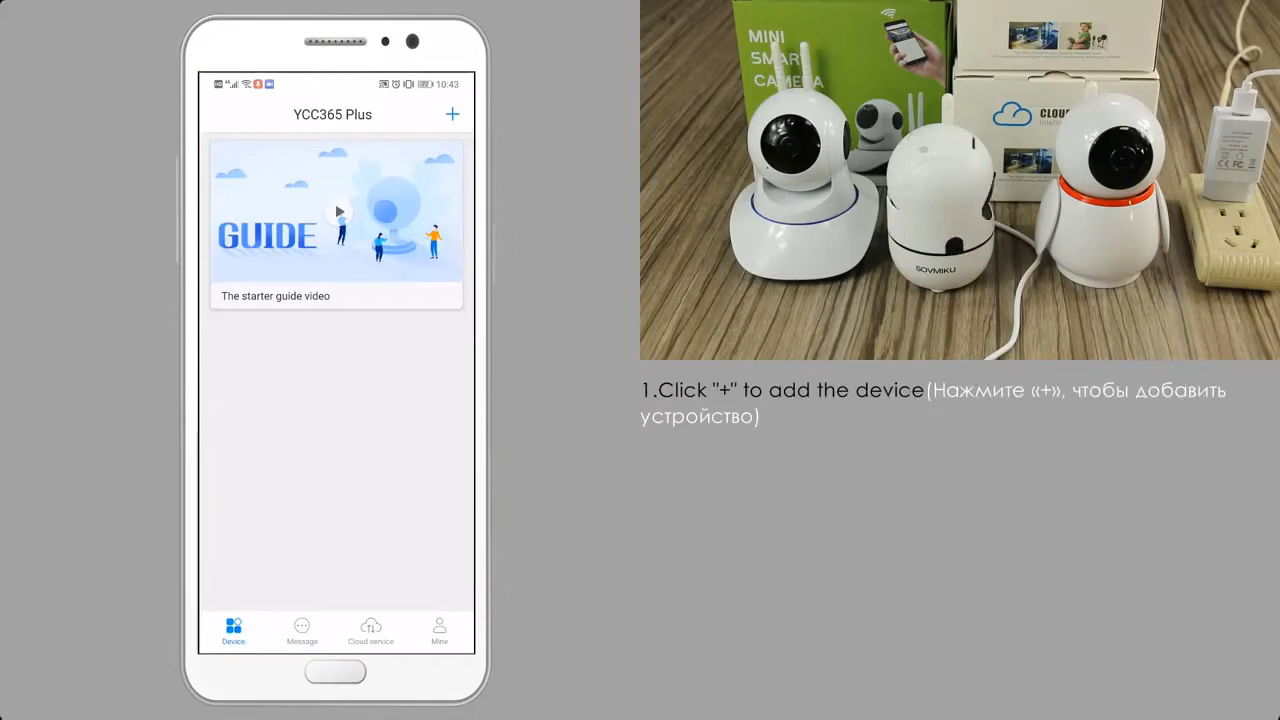 10:43
YCC365 Plus
GUIDE
The starter guide video
Device
Message
Cloud service
Mine
MINI
SMART
CAMERA
CLOUD
SOVMIKU
1.Click "+" to add the device(Нажмите «+», чтобы добавить
устройство)